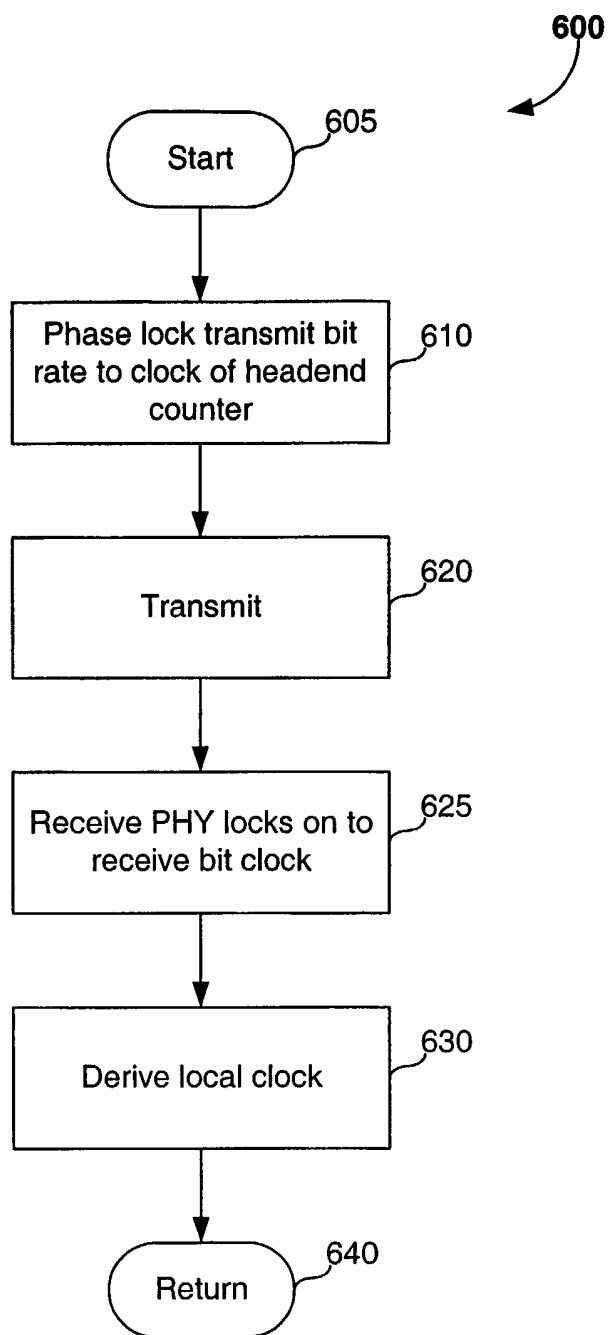 600
605
Start
Phase lock transmit bit
rate to clock of headend
counter
610
620
Transmit
Receive PHY locks on to
receive bit clock
625
630
Derive local clock
640
Return